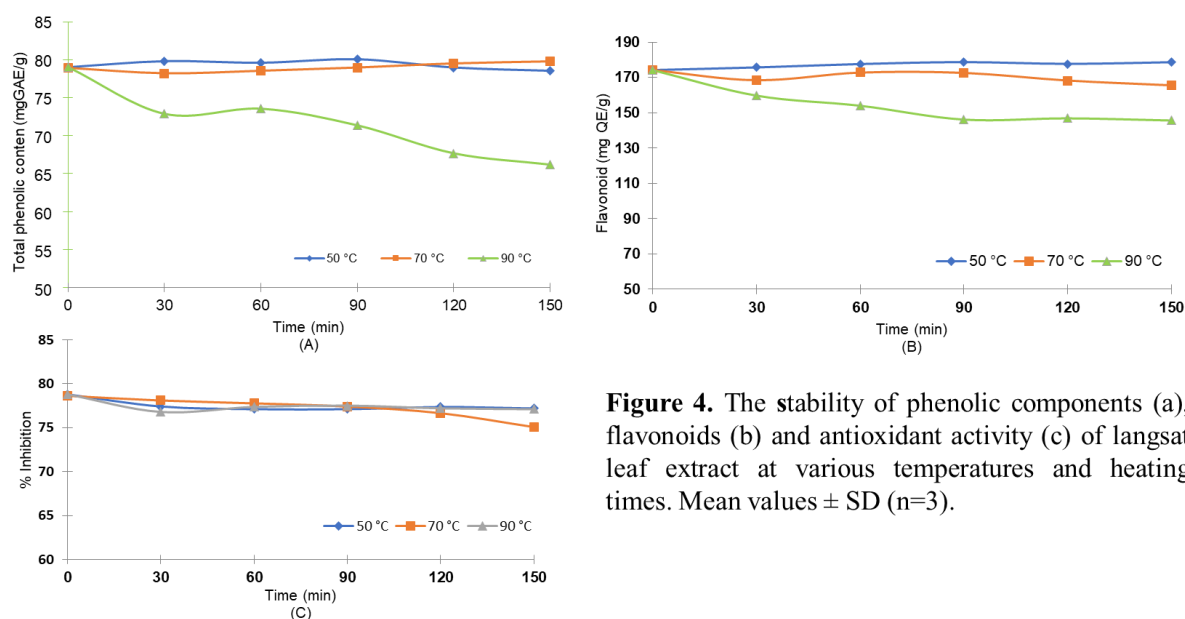 85
80
75
70
65
60
55
50
Total phenolic conten (mgGAE/g)
50 °C 70 °C 90 °C
0 30 60 90 120 150
Time (min)
(A)
190
170
150
130
110
90
70
50
Flavonoid (mg QE/g)
50 °C 70 °C 90 °C
0 30 60 90 120 150
Time (min)
(B)
85
80
75
70
65
60
% Inhibition
50 °C 70 °C 90 °C
0 30 60 90 120 150
Time (min)
(C)
Figure 4. The stability of phenolic components (a),
flavonoids (b) and antioxidant activity (c) of langsat
leaf extract at various temperatures and heating
times. Mean values ± SD (n=3).